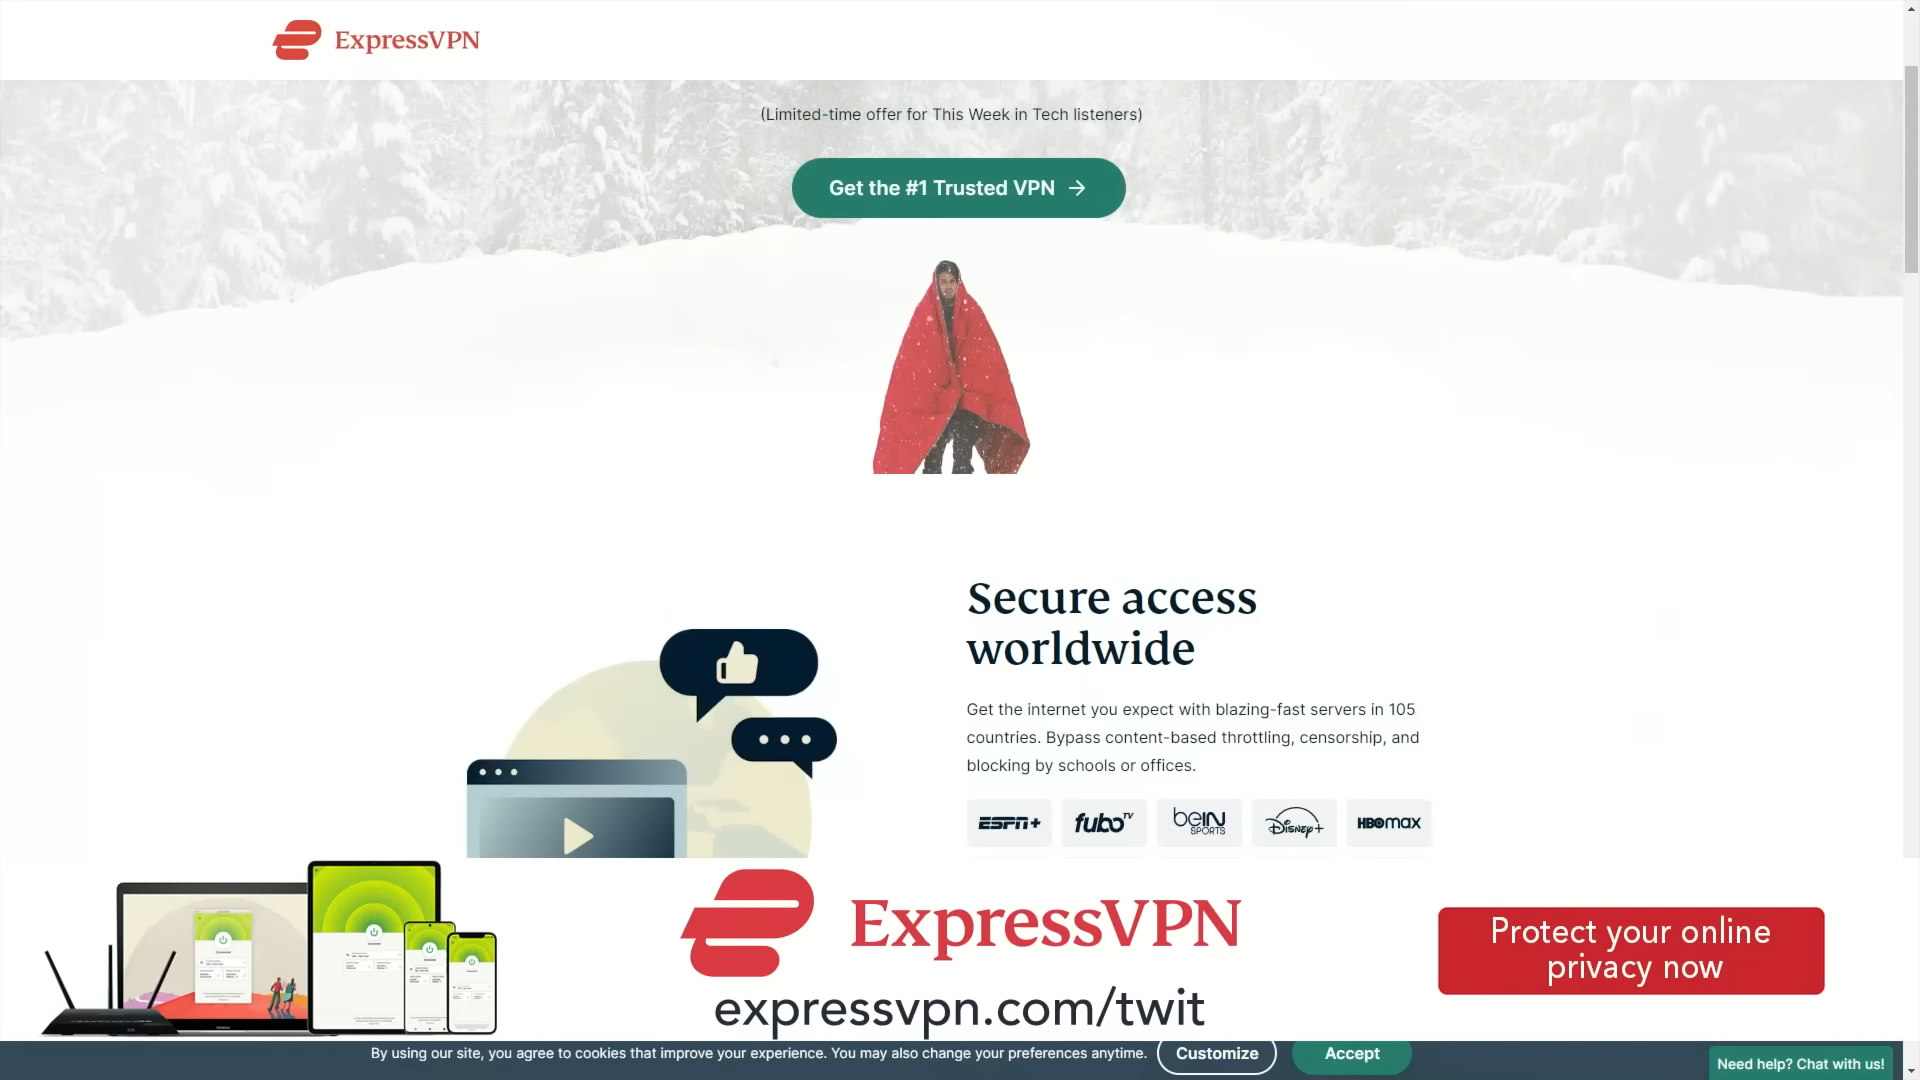 ExpressVPN
(Limited-time offer for This Week in Tech listeners)
Get the #1 Trusted VPN →
Secure access
worldwide
Get the internet you expect with blazing-fast servers in 105
countries. Bypass content-based throttling, censorship, and
blocking by schools or offices.
ESPN+ fubo TV beIN SPORTS Disney+ HBOMAX
ExpressVPN
expressvpn.com/twit
Protect your online
privacy now
By using our site, you agree to cookies that improve your experience. You may also change your preferences anytime. Customize Accept
Need help? Chat with us!